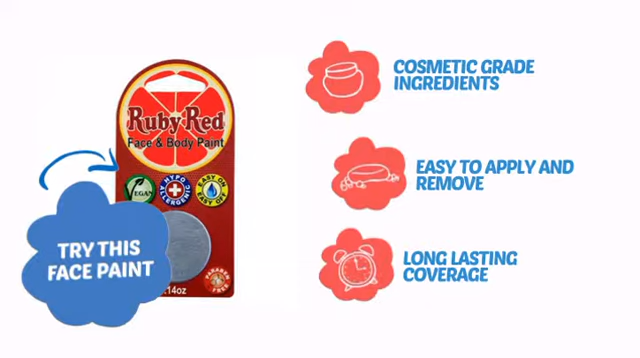 Ruby Red
Face & Body Paint
VEGAN
HYPO
ALLERGENIC
EASY ON
EASY OFF
PARABEN
FREE
.14oz
TRY THIS
FACE PAINT
COSMETIC GRADE
INGREDIENTS
EASY TO APPLY AND
REMOVE
LONG LASTING
COVERAGE